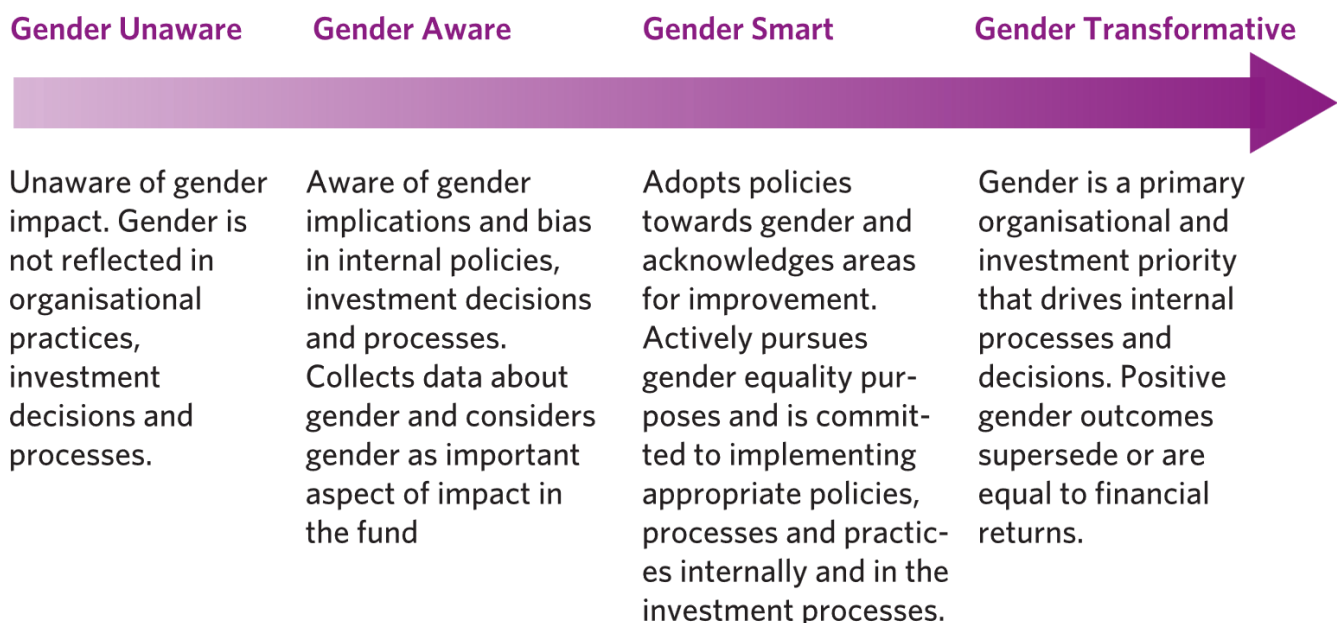 Gender Unaware
Gender Aware
Gender Smart
Gender Transformative
Unaware of gender
impact. Gender is
not reflected in
organisational
practices,
investment
decisions and
processes.
Aware of gender
implications and bias
in internal policies,
investment decisions
and processes.
Collects data about
gender and considers
gender as important
aspect of impact in
the fund
Adopts policies
towards gender and
acknowledges areas
for improvement.
Actively pursues
gender equality pur-
poses and is commit-
ted to implementing
appropriate policies,
processes and practic-
es internally and in the
investment processes.
Gender is a primary
organisational and
investment priority
that drives internal
processes and
decisions. Positive
gender outcomes
supersede or are
equal to financial
returns.